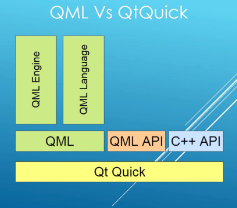 QML Vs QtQuick
QML Engine
QML Language
QML
QML API
C++ API
Qt Quick